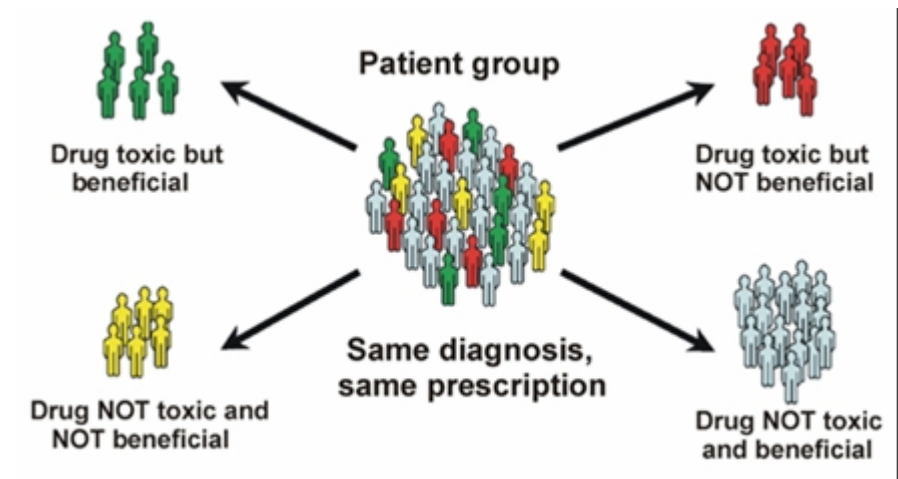 Patient group
Drug toxic but
beneficial
Drug toxic but
NOT beneficial
Same diagnosis,
same prescription
Drug NOT toxic and
NOT beneficial
Drug NOT toxic
and beneficial